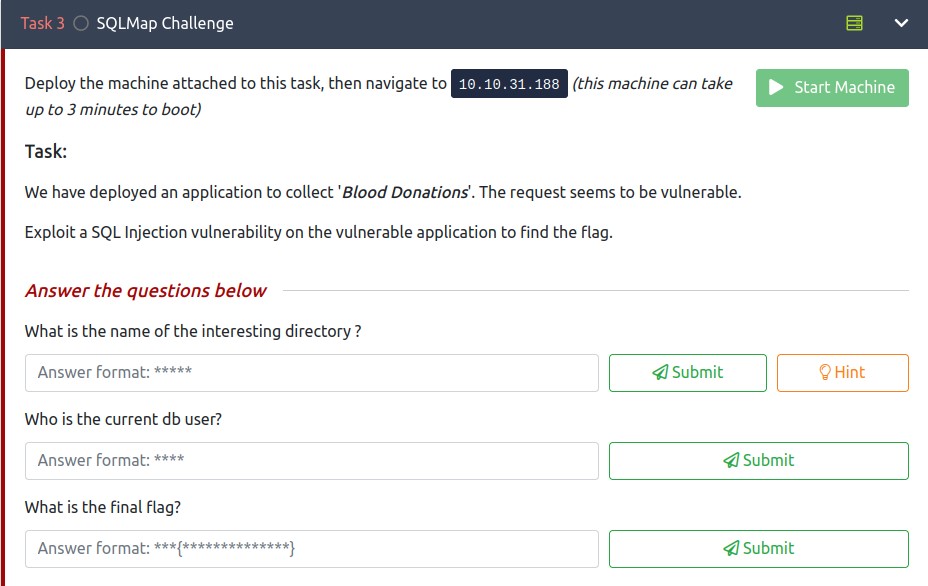 Task 3 SQLMap Challenge
Deploy the machine attached to this task, then navigate to 10.10.31.188 (this machine can take
up to 3 minutes to boot)
Start Machine
Task:
We have deployed an application to collect 'Blood Donations'. The request seems to be vulnerable.
Exploit a SQL Injection vulnerability on the vulnerable application to find the flag.
Answer the questions below
What is the name of the interesting directory ?
Answer format: *****
Submit
Hint
Who is the current db user?
Answer format: ****
Submit
What is the final flag?
Answer format: ***{**************}
Submit